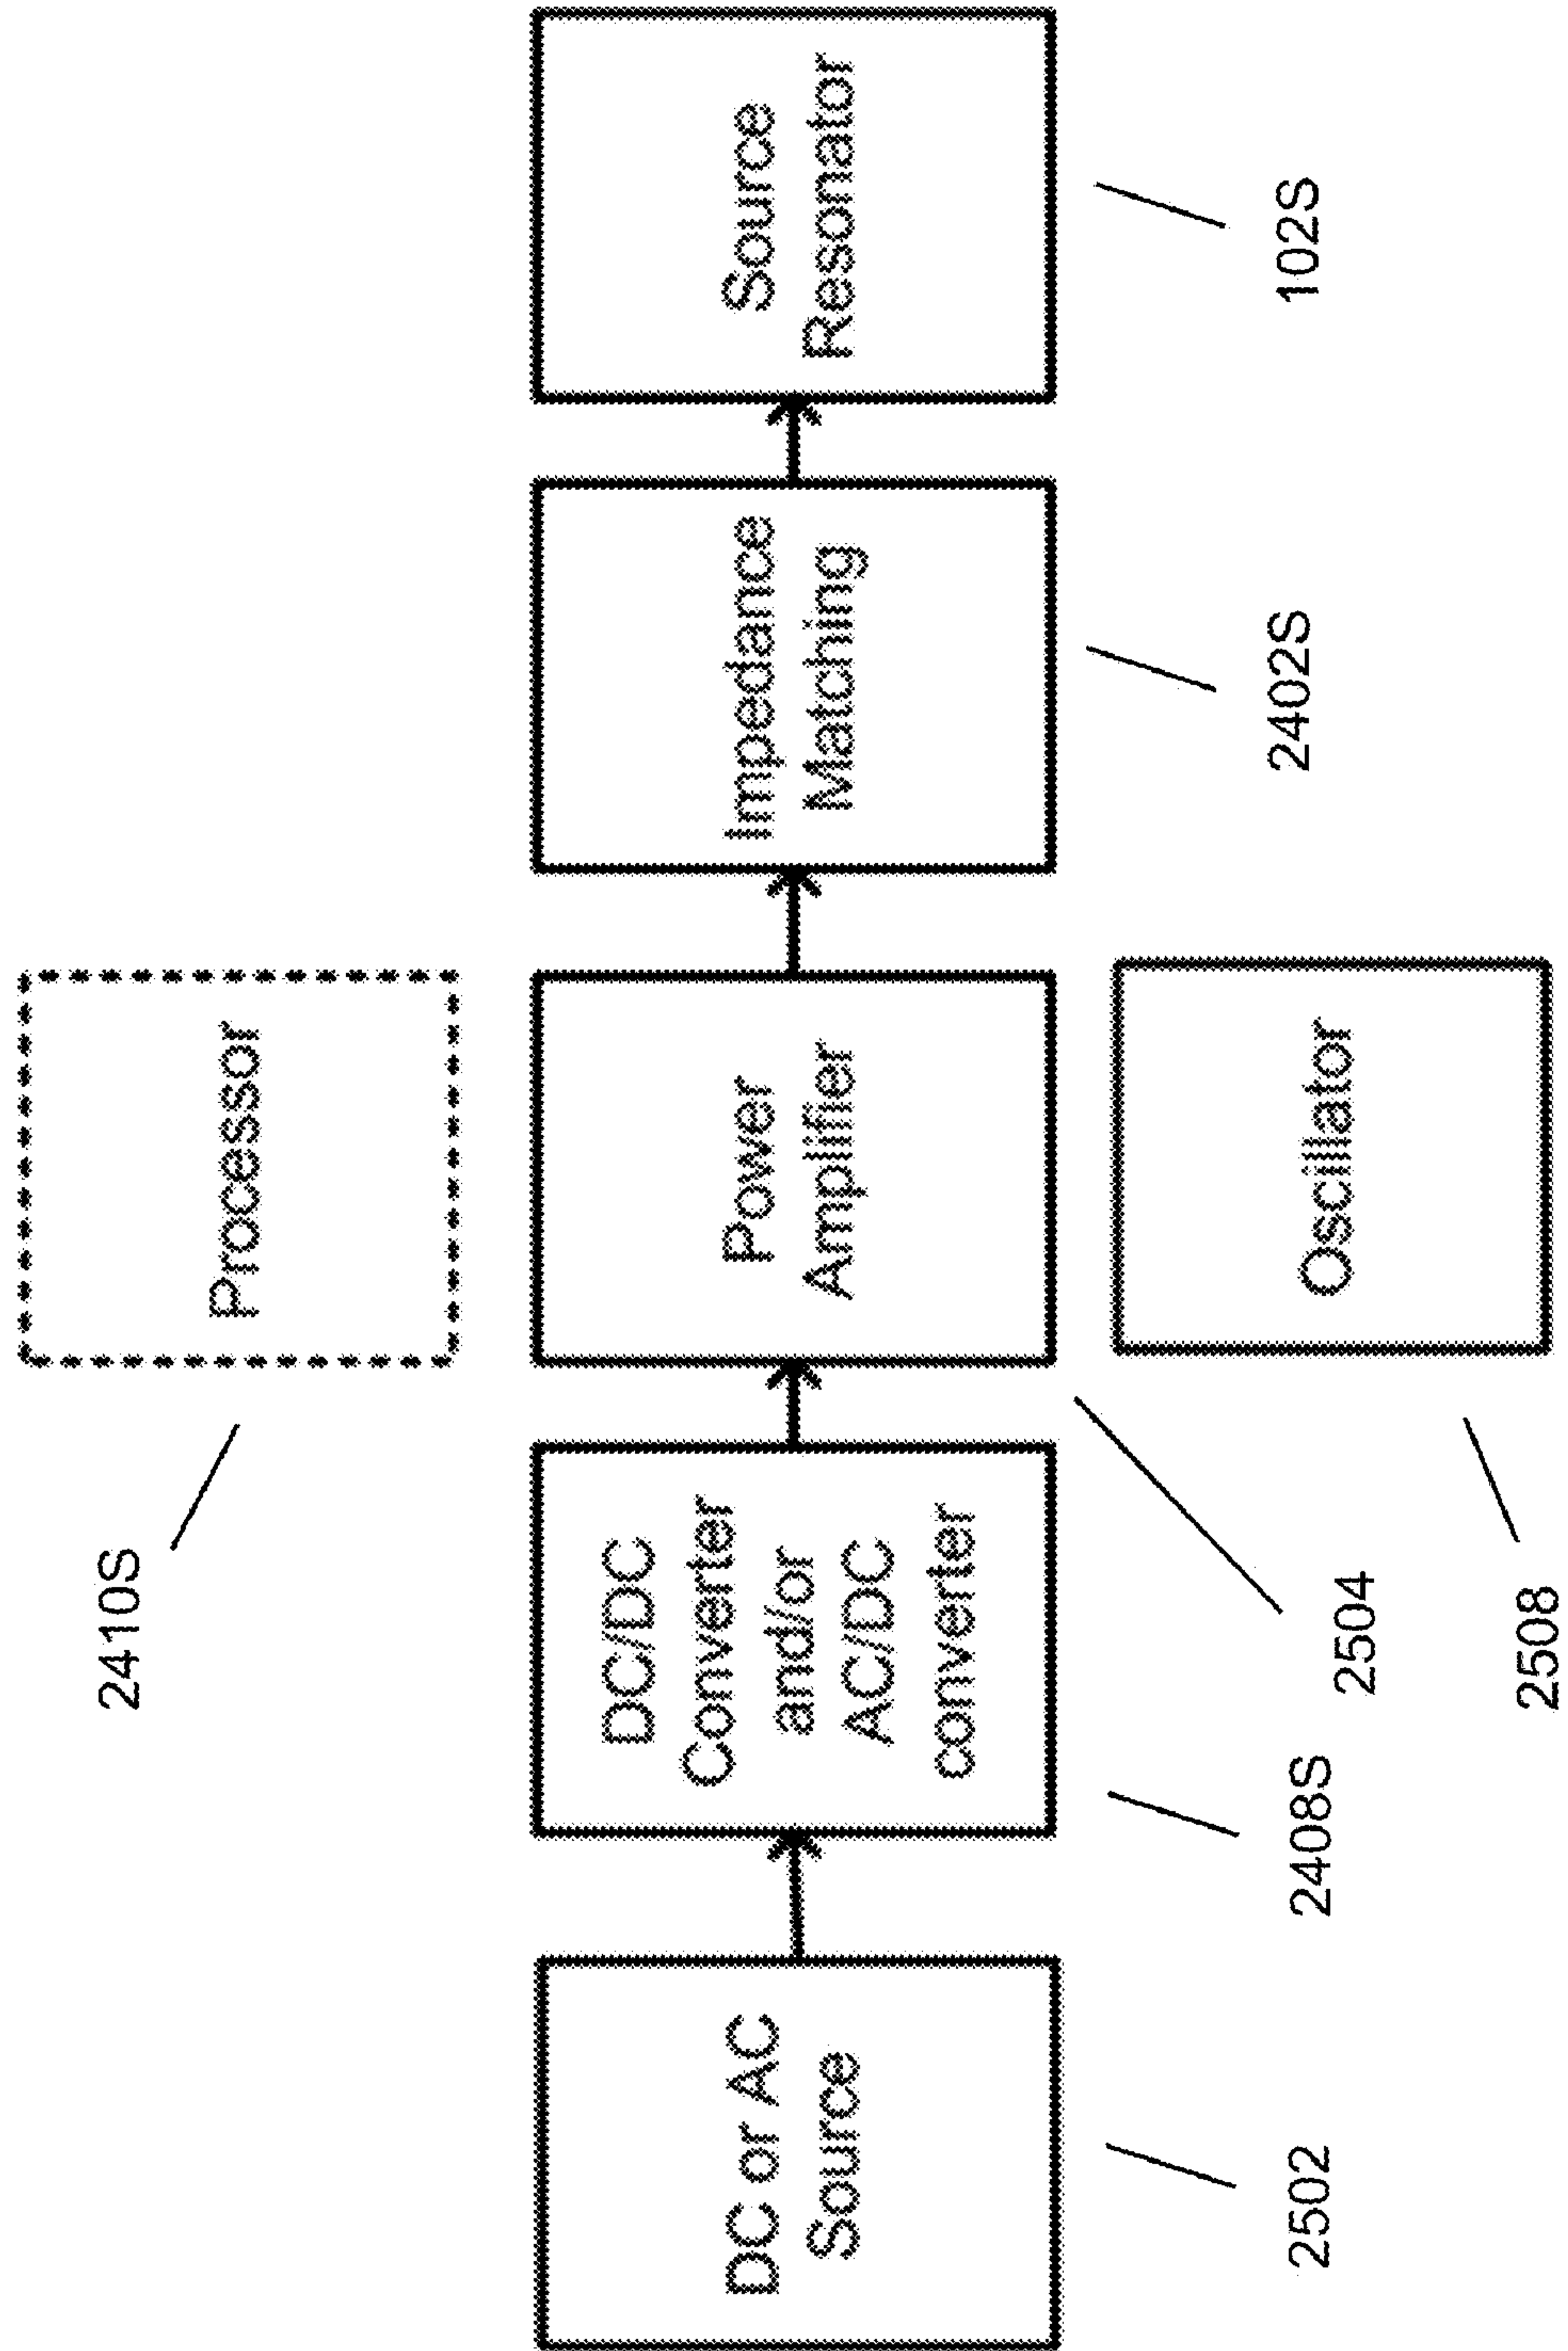 2410S
Processor
DC or AC
Source
DC/DC
Converter
and/or
AC/DC
converter
Power
Amplifier
Impedance
Matching
Source
Resonator
Oscillator
2502
2408S
2504
2508
2402S
102S